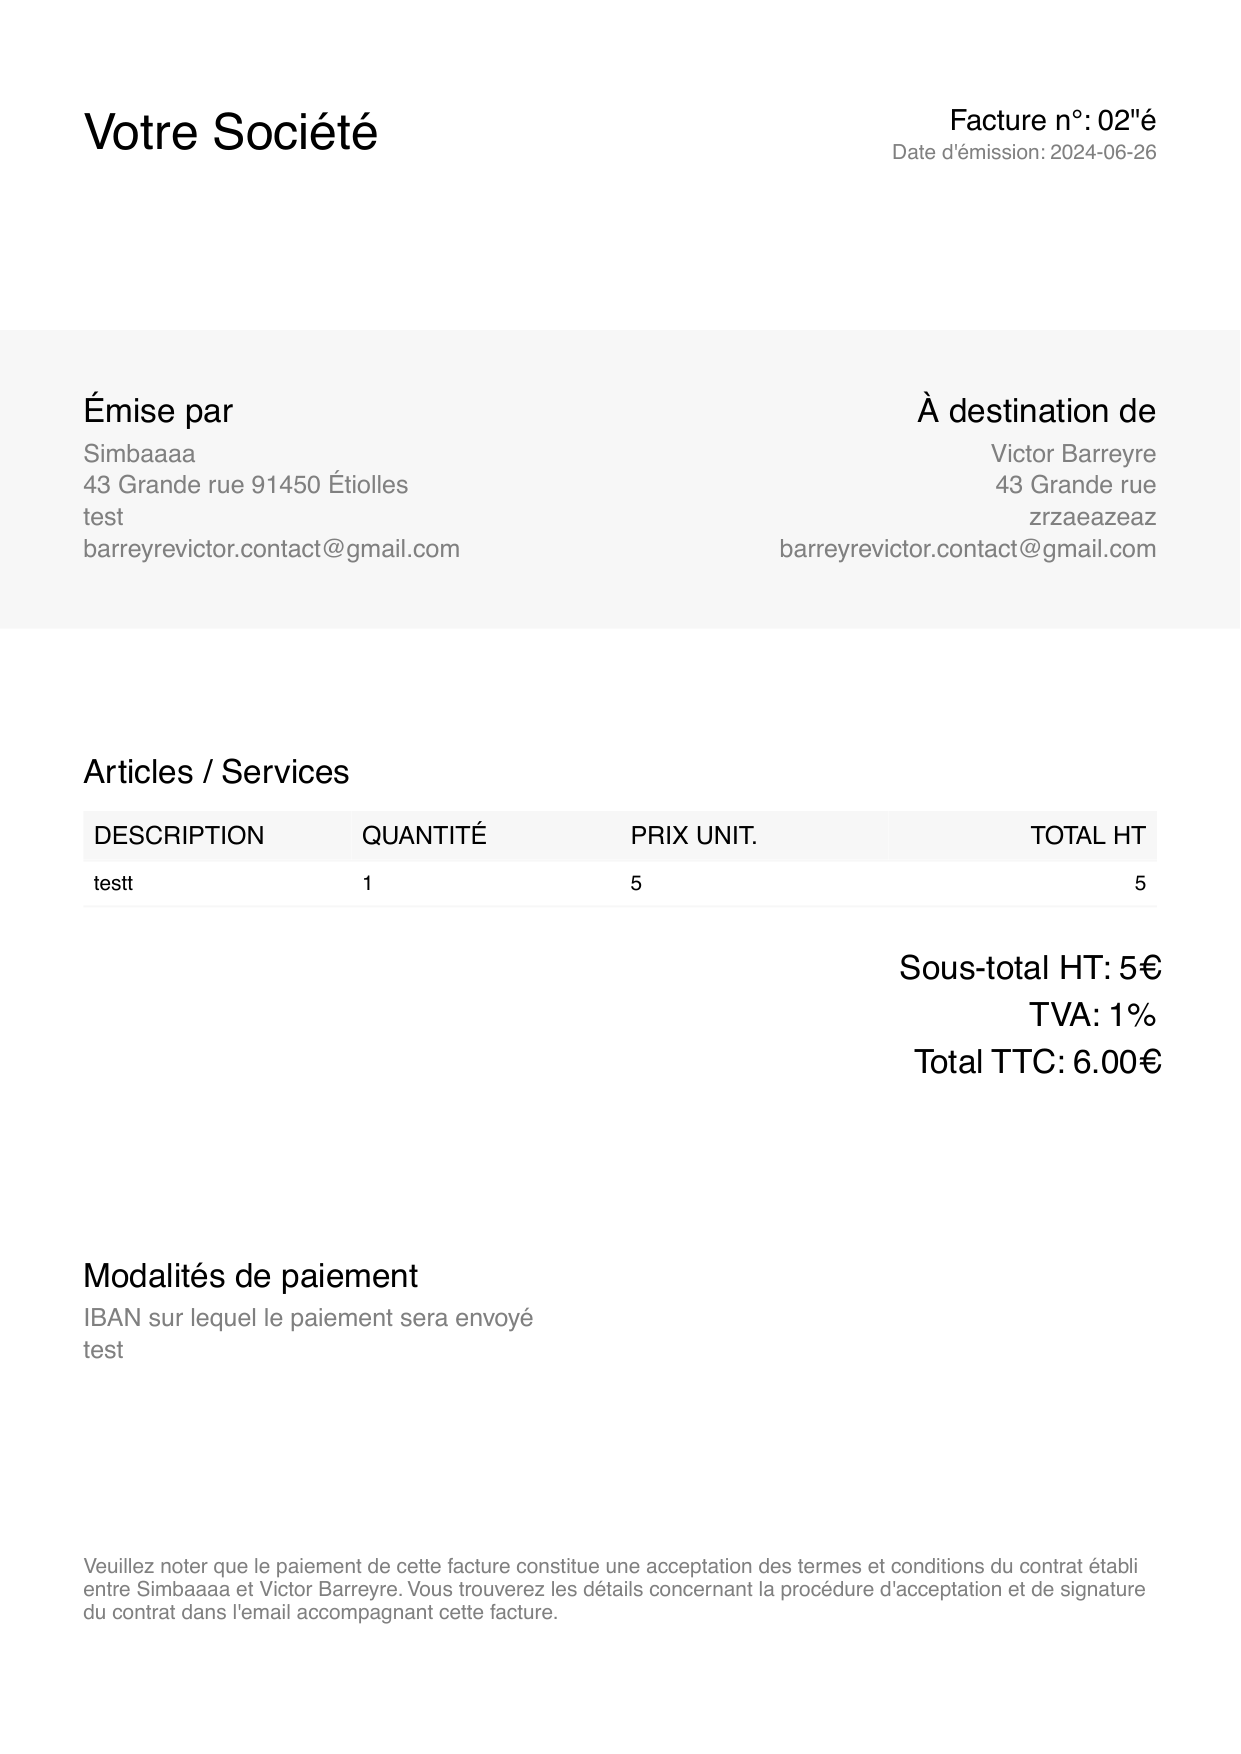 Votre Société
Facture n°: 02"é
Date d'émission: 2024-06-26
Émise par
Simbaaaa
43 Grande rue 91450 Étiolles
test
barreyrevictor.contact@gmail.com
À destination de
Victor Barreyre
43 Grande rue
zrzaeazeaz
barreyrevictor.contact@gmail.com
Articles / Services
DESCRIPTION QUANTITÉ PRIX UNIT. TOTAL HT
testt 1 5 5
Sous-total HT: 5€
TVA: 1%
Total TTC: 6.00€
Modalités de paiement
IBAN sur lequel le paiement sera envoyé
test
Veuillez noter que le paiement de cette facture constitue une acceptation des termes et conditions du contrat établi
entre Simbaaaa et Victor Barreyre. Vous trouverez les détails concernant la procédure d'acceptation et de signature
du contrat dans l'email accompagnant cette facture.